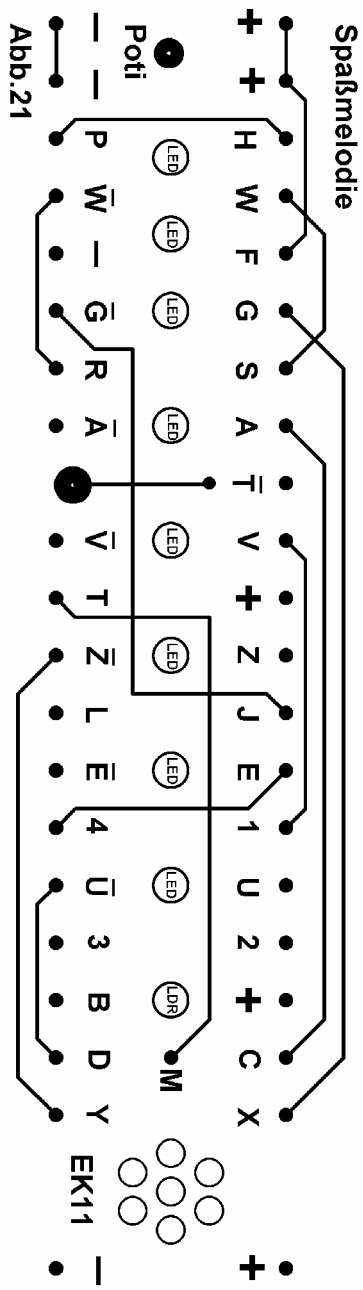 Spaßmelodie
+ + H W F G S A T̅ V + Z J E 1 U 2 + C X +
Poti LED LED LED LED LED LED LED LED LDR M
− − P W̅ − G̅ R A̅ V̅ T Z̅ L E̅ 4 U̅ 3 B D Y EK11 −
Abb.21